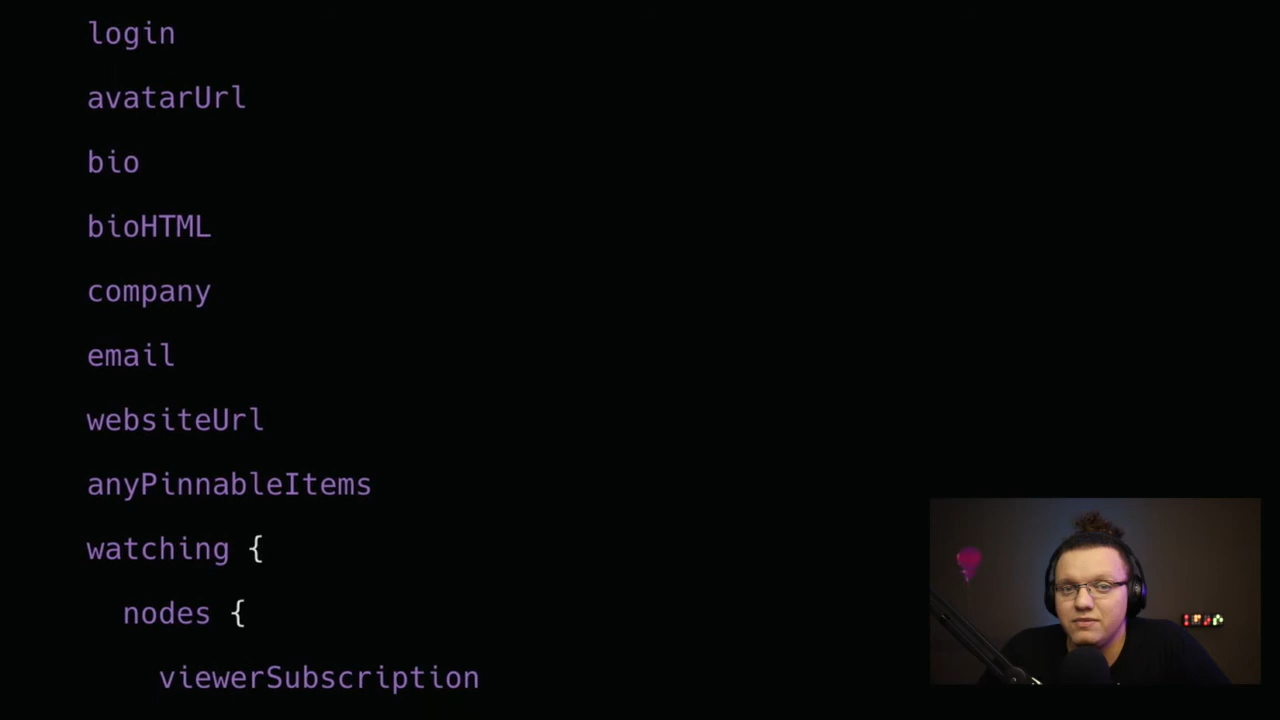 login
avatarUrl
bio
bioHTML
company
email
websiteUrl
anyPinnableItems
watching {
nodes {
viewerSubscription